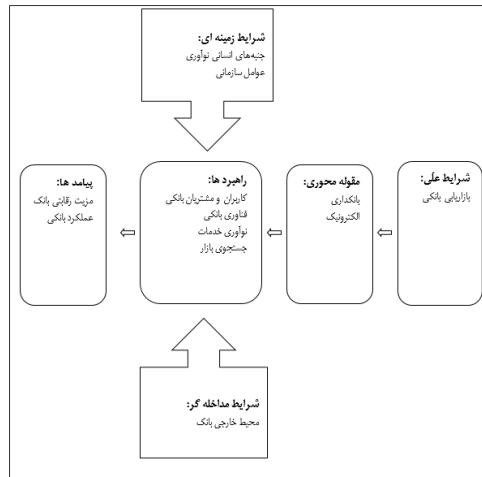 شرایط زمینه ای:
جنبه‌های انسانی نوآوری
عوامل سازمانی
شرایط علّی:
بازاریابی بانکی
مقوله محوری:
بانکداری
الکترونیک
راهبرد ها:
کاربران و مشتریان بانکی
فناوری بانکی
نوآوری خدمات
جستجوی بازار
پیامد ها:
مزیت رقابتی بانک
عملکرد بانکی
شرایط مداخله گر:
محیط خارجی بانک